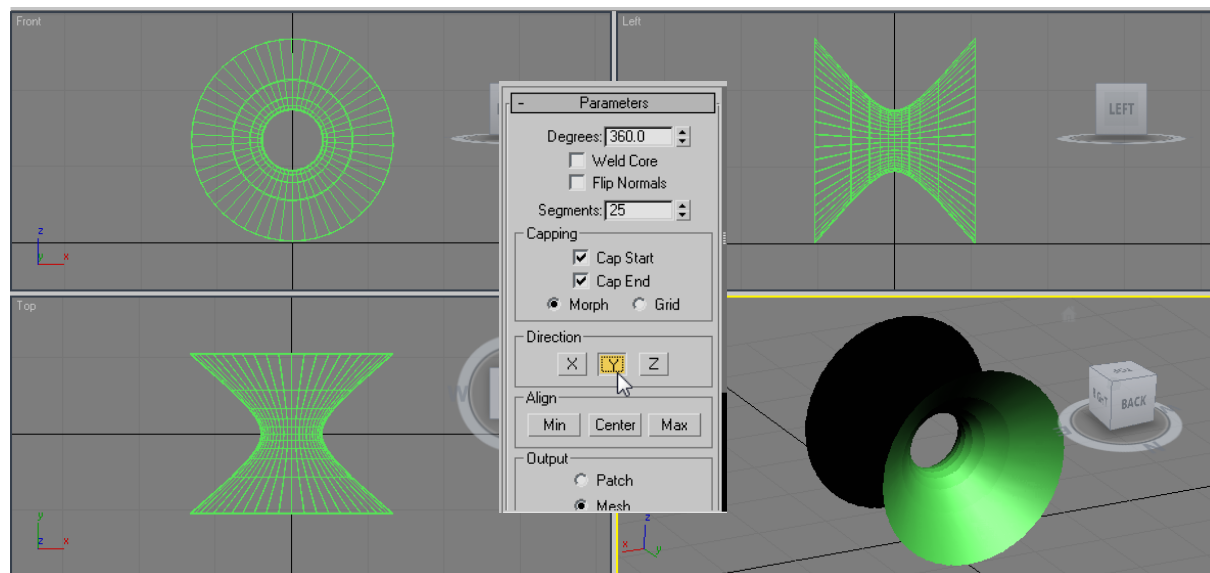 Front
Left
LEFT
z
y x
- Parameters
Degrees: 360.0
Weld Core
Flip Normals
Segments: 25
Capping
Cap Start
Cap End
Morph Grid
Direction
X Y Z
Align
Min Center Max
Output
Patch
Mesh
Top
y
z x
BACK
z
x y